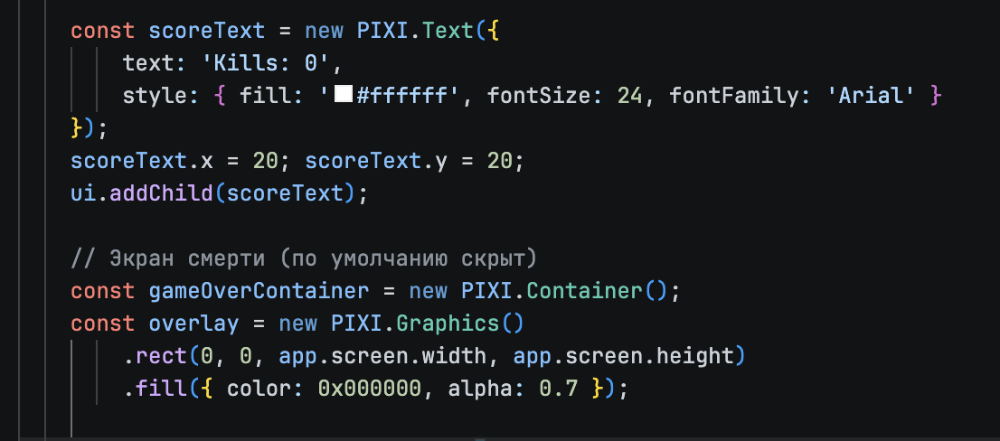 const scoreText = new PIXI.Text({
    text: 'Kills: 0',
    style: { fill: '#ffffff', fontSize: 24, fontFamily: 'Arial' }
});
scoreText.x = 20; scoreText.y = 20;
ui.addChild(scoreText);

// Экран смерти (по умолчанию скрыт)
const gameOverContainer = new PIXI.Container();
const overlay = new PIXI.Graphics()
    .rect(0, 0, app.screen.width, app.screen.height)
    .fill({ color: 0x000000, alpha: 0.7 });